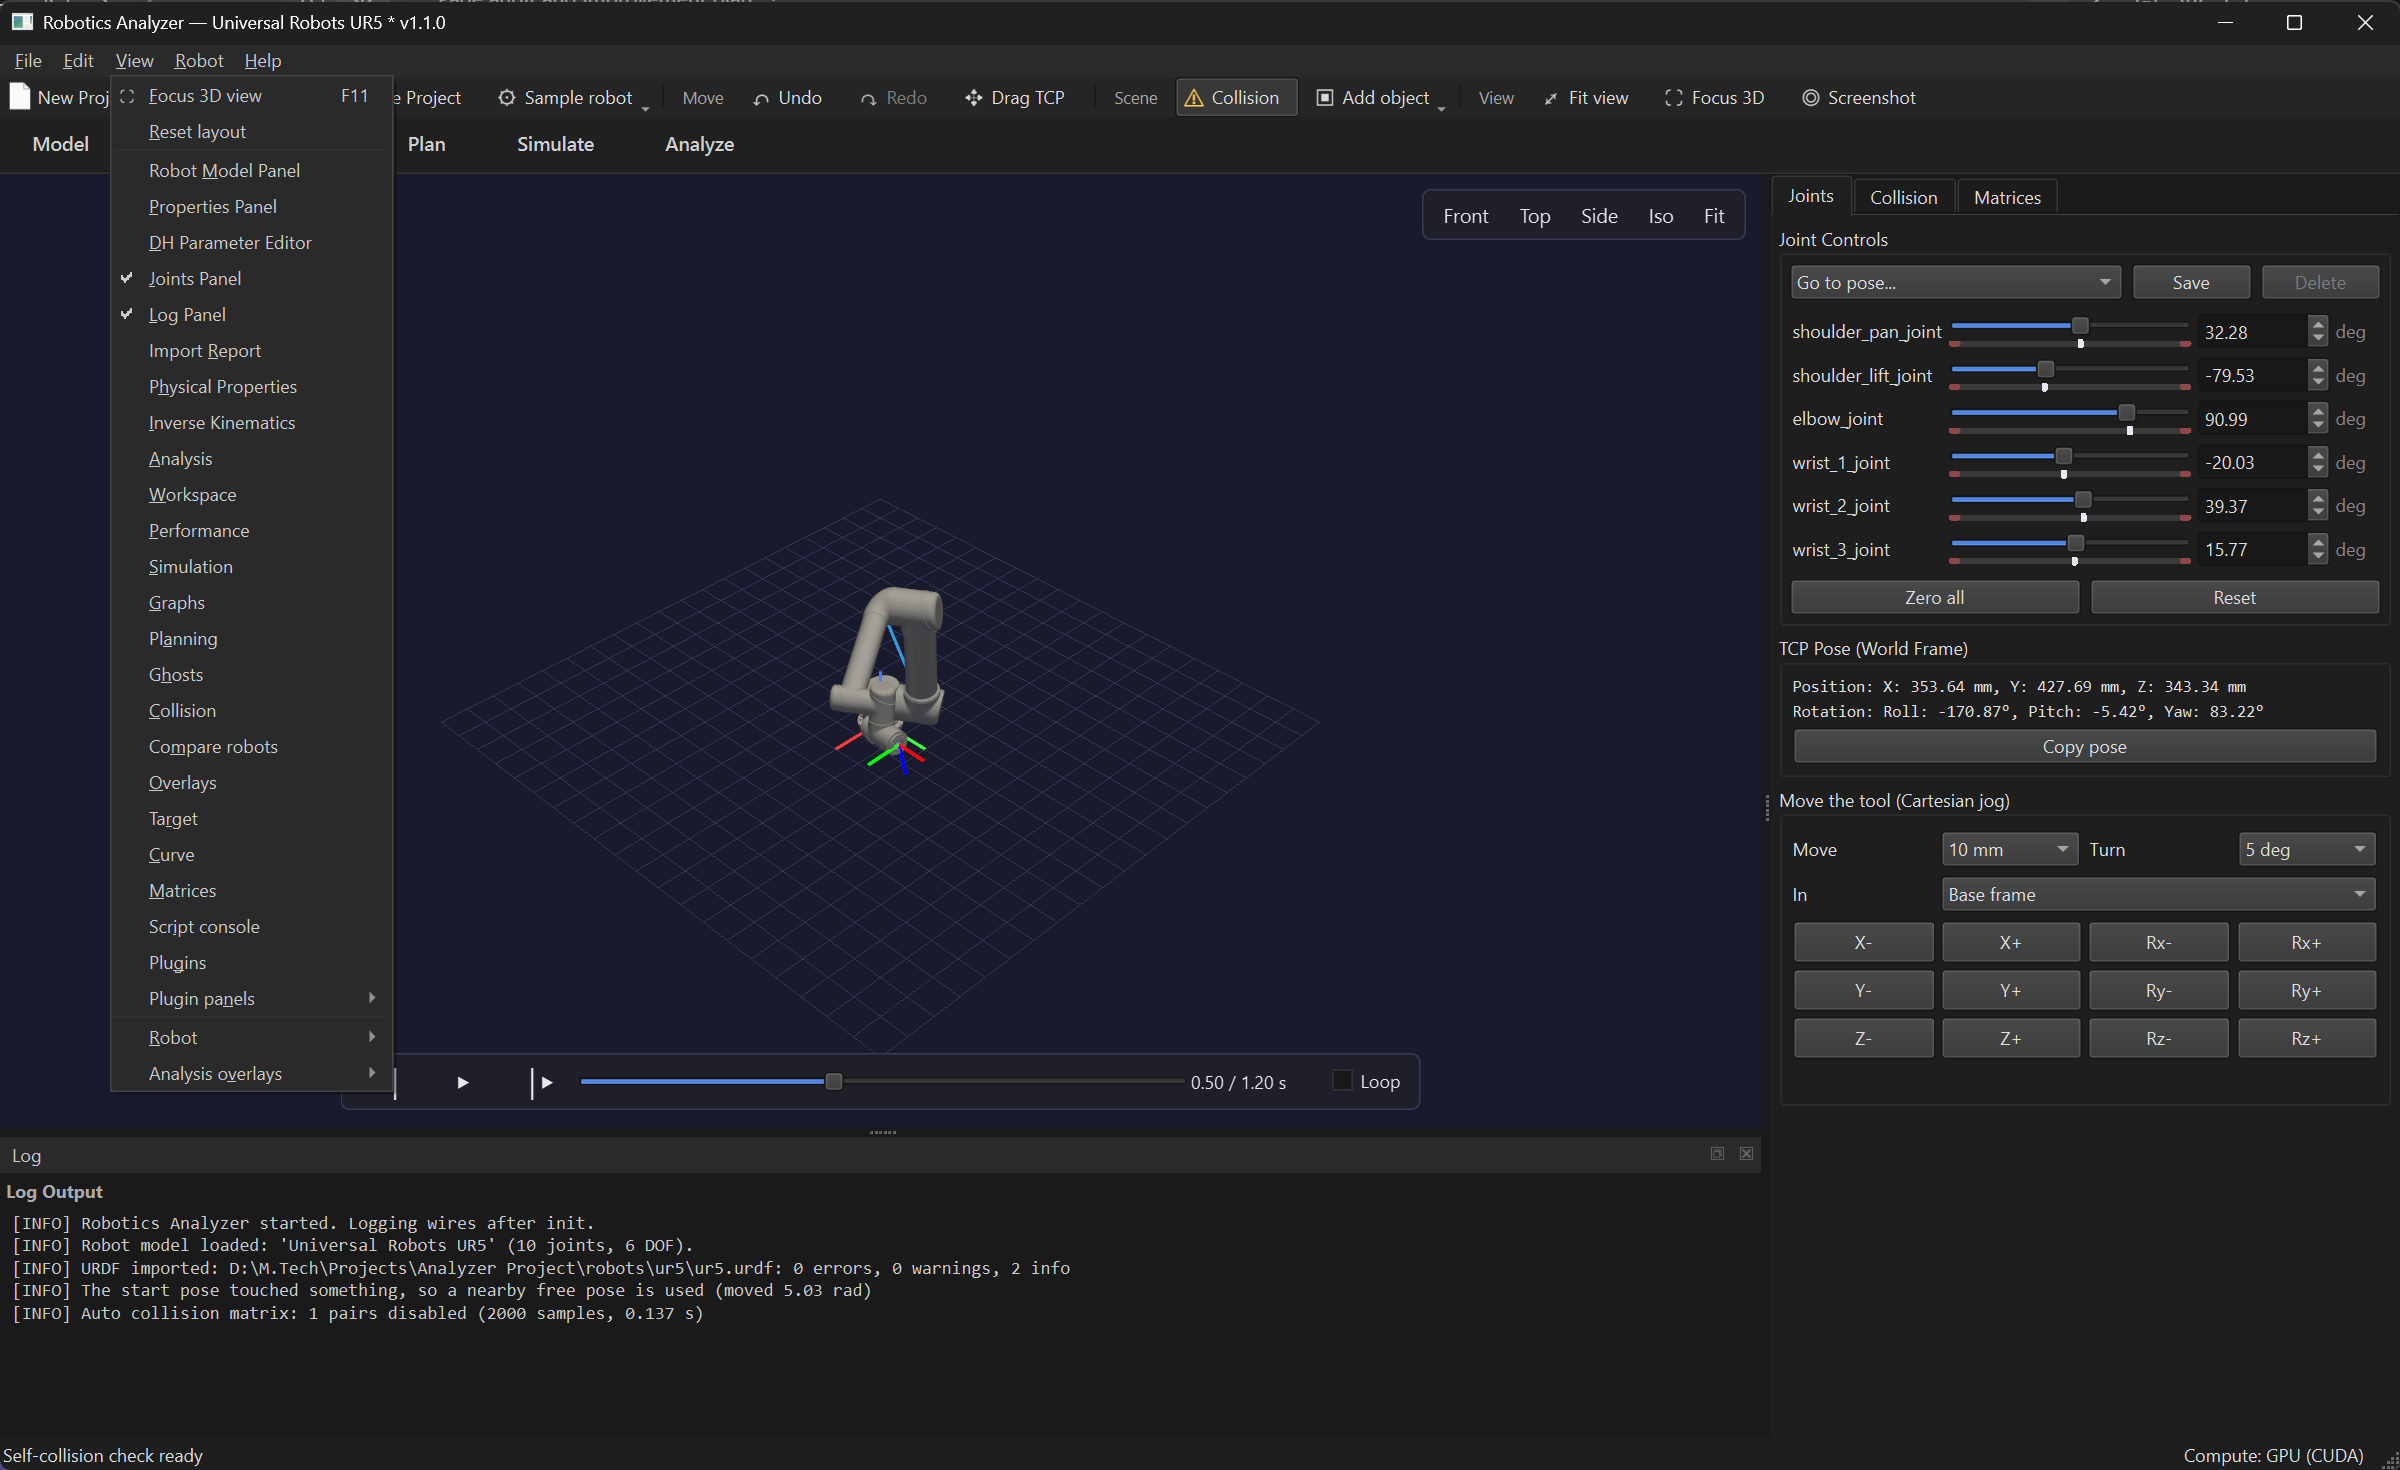 Robotics Analyzer — Universal Robots UR5 * v1.1.0
File Edit View Robot Help
New Proj e Project Sample robot Move Undo Redo Drag TCP Scene Collision Add object View Fit view Focus 3D Screenshot
Model Plan Simulate Analyze
Focus 3D view F11
Reset layout
Robot Model Panel
Properties Panel
DH Parameter Editor
Joints Panel
Log Panel
Import Report
Physical Properties
Inverse Kinematics
Analysis
Workspace
Performance
Simulation
Graphs
Planning
Ghosts
Collision
Compare robots
Overlays
Target
Curve
Matrices
Script console
Plugins
Plugin panels
Robot
Analysis overlays
Front Top Side Iso Fit
0.50 / 1.20 s Loop
Joints Collision Matrices
Joint Controls
Go to pose... Save Delete
shoulder_pan_joint 32.28 deg
shoulder_lift_joint -79.53 deg
elbow_joint 90.99 deg
wrist_1_joint -20.03 deg
wrist_2_joint 39.37 deg
wrist_3_joint 15.77 deg
Zero all Reset
TCP Pose (World Frame)
Position: X: 353.64 mm, Y: 427.69 mm, Z: 343.34 mm
Rotation: Roll: -170.87°, Pitch: -5.42°, Yaw: 83.22°
Copy pose
Move the tool (Cartesian jog)
Move 10 mm Turn 5 deg
In Base frame
X- X+ Rx- Rx+
Y- Y+ Ry- Ry+
Z- Z+ Rz- Rz+
Log
Log Output
[INFO] Robotics Analyzer started. Logging wires after init.
[INFO] Robot model loaded: 'Universal Robots UR5' (10 joints, 6 DOF).
[INFO] URDF imported: D:\M.Tech\Projects\Analyzer Project\robots\ur5\ur5.urdf: 0 errors, 0 warnings, 2 info
[INFO] The start pose touched something, so a nearby free pose is used (moved 5.03 rad)
[INFO] Auto collision matrix: 1 pairs disabled (2000 samples, 0.137 s)
Self-collision check ready
Compute: GPU (CUDA)